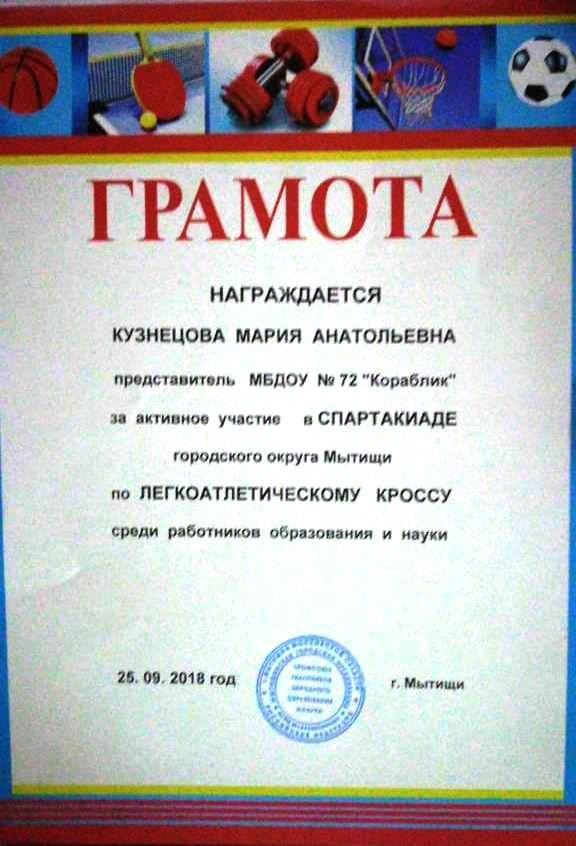 ГРАМОТА
НАГРАЖДАЕТСЯ
КУЗНЕЦОВА МАРИЯ АНАТОЛЬЕВНА
представитель МБДОУ № 72 "Кораблик"
за активное участие в СПАРТАКИАДЕ
городского округа Мытищи
по ЛЕГКОАТЛЕТИЧЕСКОМУ КРОССУ
среди работников образования и науки
25. 09. 2018 год
г. Мытищи